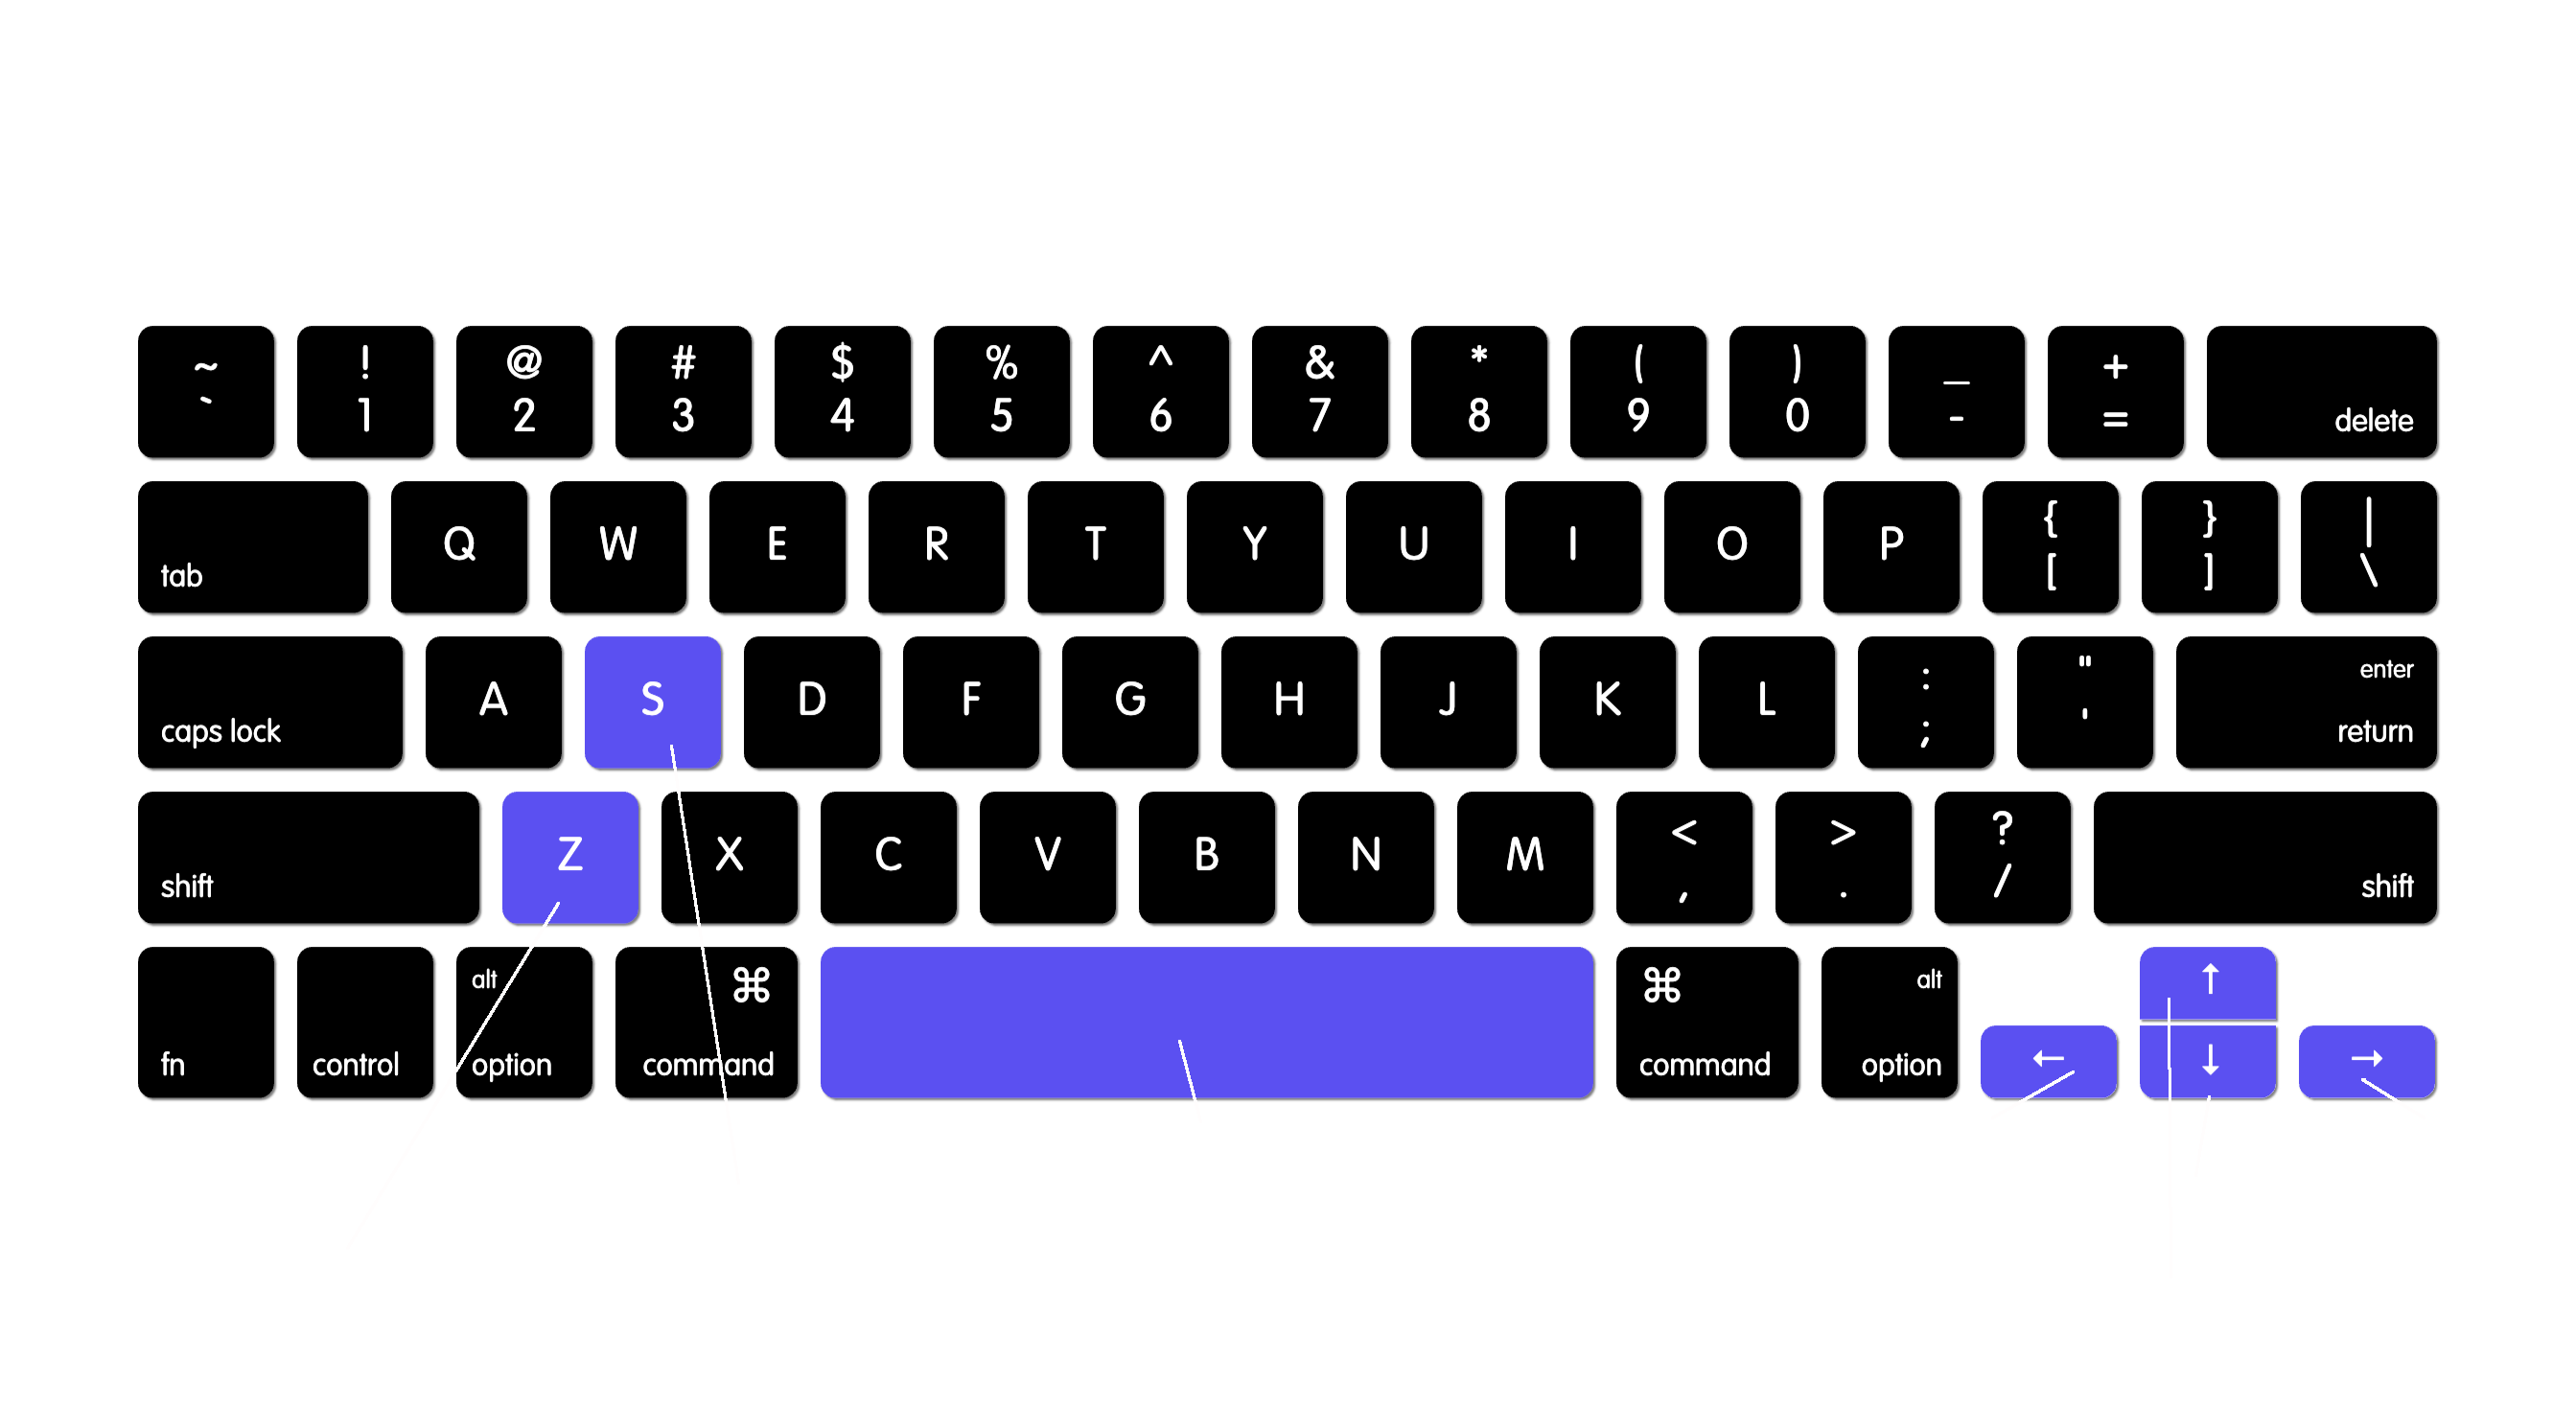 ~ ! @ # $ % ^ & * ( ) _ +
` 1 2 3 4 5 6 7 8 9 0 - = delete
tab Q W E R T Y U I O P { [ } ] | \
caps lock A S D F G H J K L : ; " ' enter return
shift Z X C V B N M < , > . ? / shift
fn control alt option ⌘ command ⌘ command alt option ← ↑ ↓ →